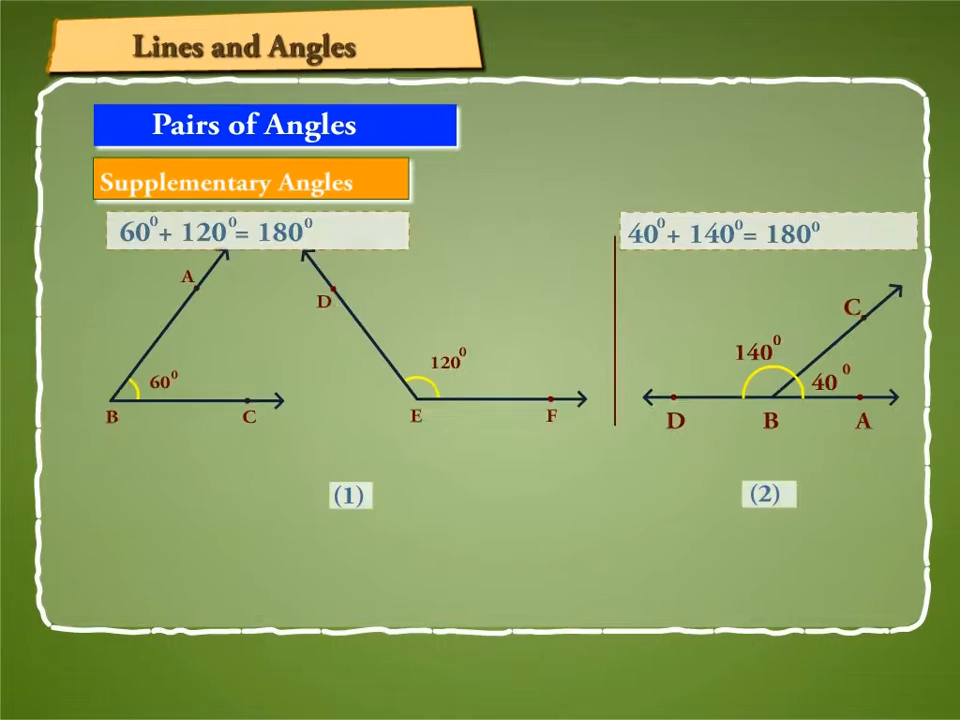 Lines and Angles
Pairs of Angles
Supplementary Angles
60⁰+ 120⁰= 180⁰
40⁰+ 140⁰= 180⁰
A
D
C
120⁰
140⁰
60⁰
40⁰
B
C
E
F
D
B
A
(1)
(2)